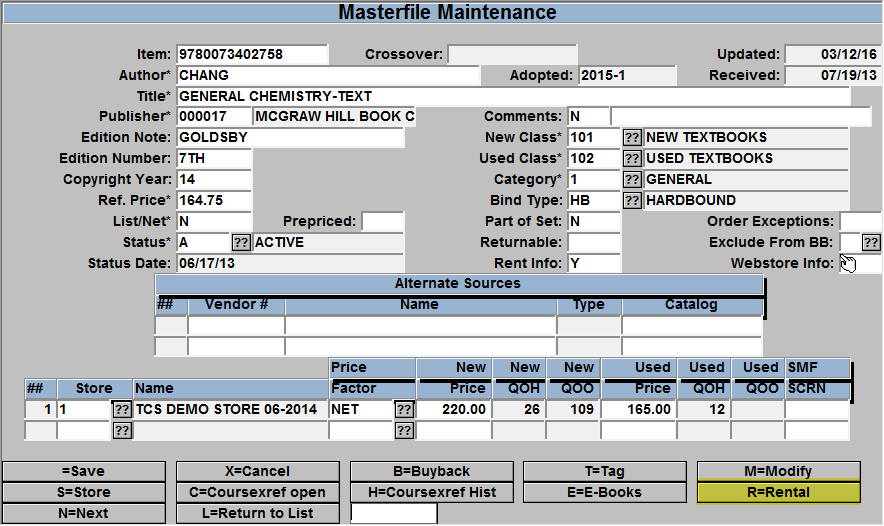 Masterfile Maintenance
Item: 9780073402758 Crossover: Updated: 03/12/16
Author* CHANG Adopted: 2015-1 Received: 07/19/13
Title* GENERAL CHEMISTRY-TEXT
Publisher* 000017 MCGRAW HILL BOOK C Comments: N
Edition Note: GOLDSBY New Class* 101 ?? NEW TEXTBOOKS
Edition Number: 7TH Used Class* 102 ?? USED TEXTBOOKS
Copyright Year: 14 Category* 1 ?? GENERAL
Ref. Price* 164.75 Bind Type: HB ?? HARDBOUND
List/Net* N Prepriced: Part of Set: N Order Exceptions:
Status* A ?? ACTIVE Returnable: Exclude From BB: ??
Status Date: 06/17/13 Rent Info: Y Webstore Info:
Alternate Sources
## Vendor # Name Type Catalog
Price New New New Used Used Used SMF
## Store Name Factor Price QOH QOO Price QOH QOO SCRN
1 1 ?? TCS DEMO STORE 06-2014 NET ?? 220.00 26 109 165.00 12
?? ??
=Save X=Cancel B=Buyback T=Tag M=Modify
S=Store C=Coursexref open H=Coursexref Hist E=E-Books R=Rental
N=Next L=Return to List